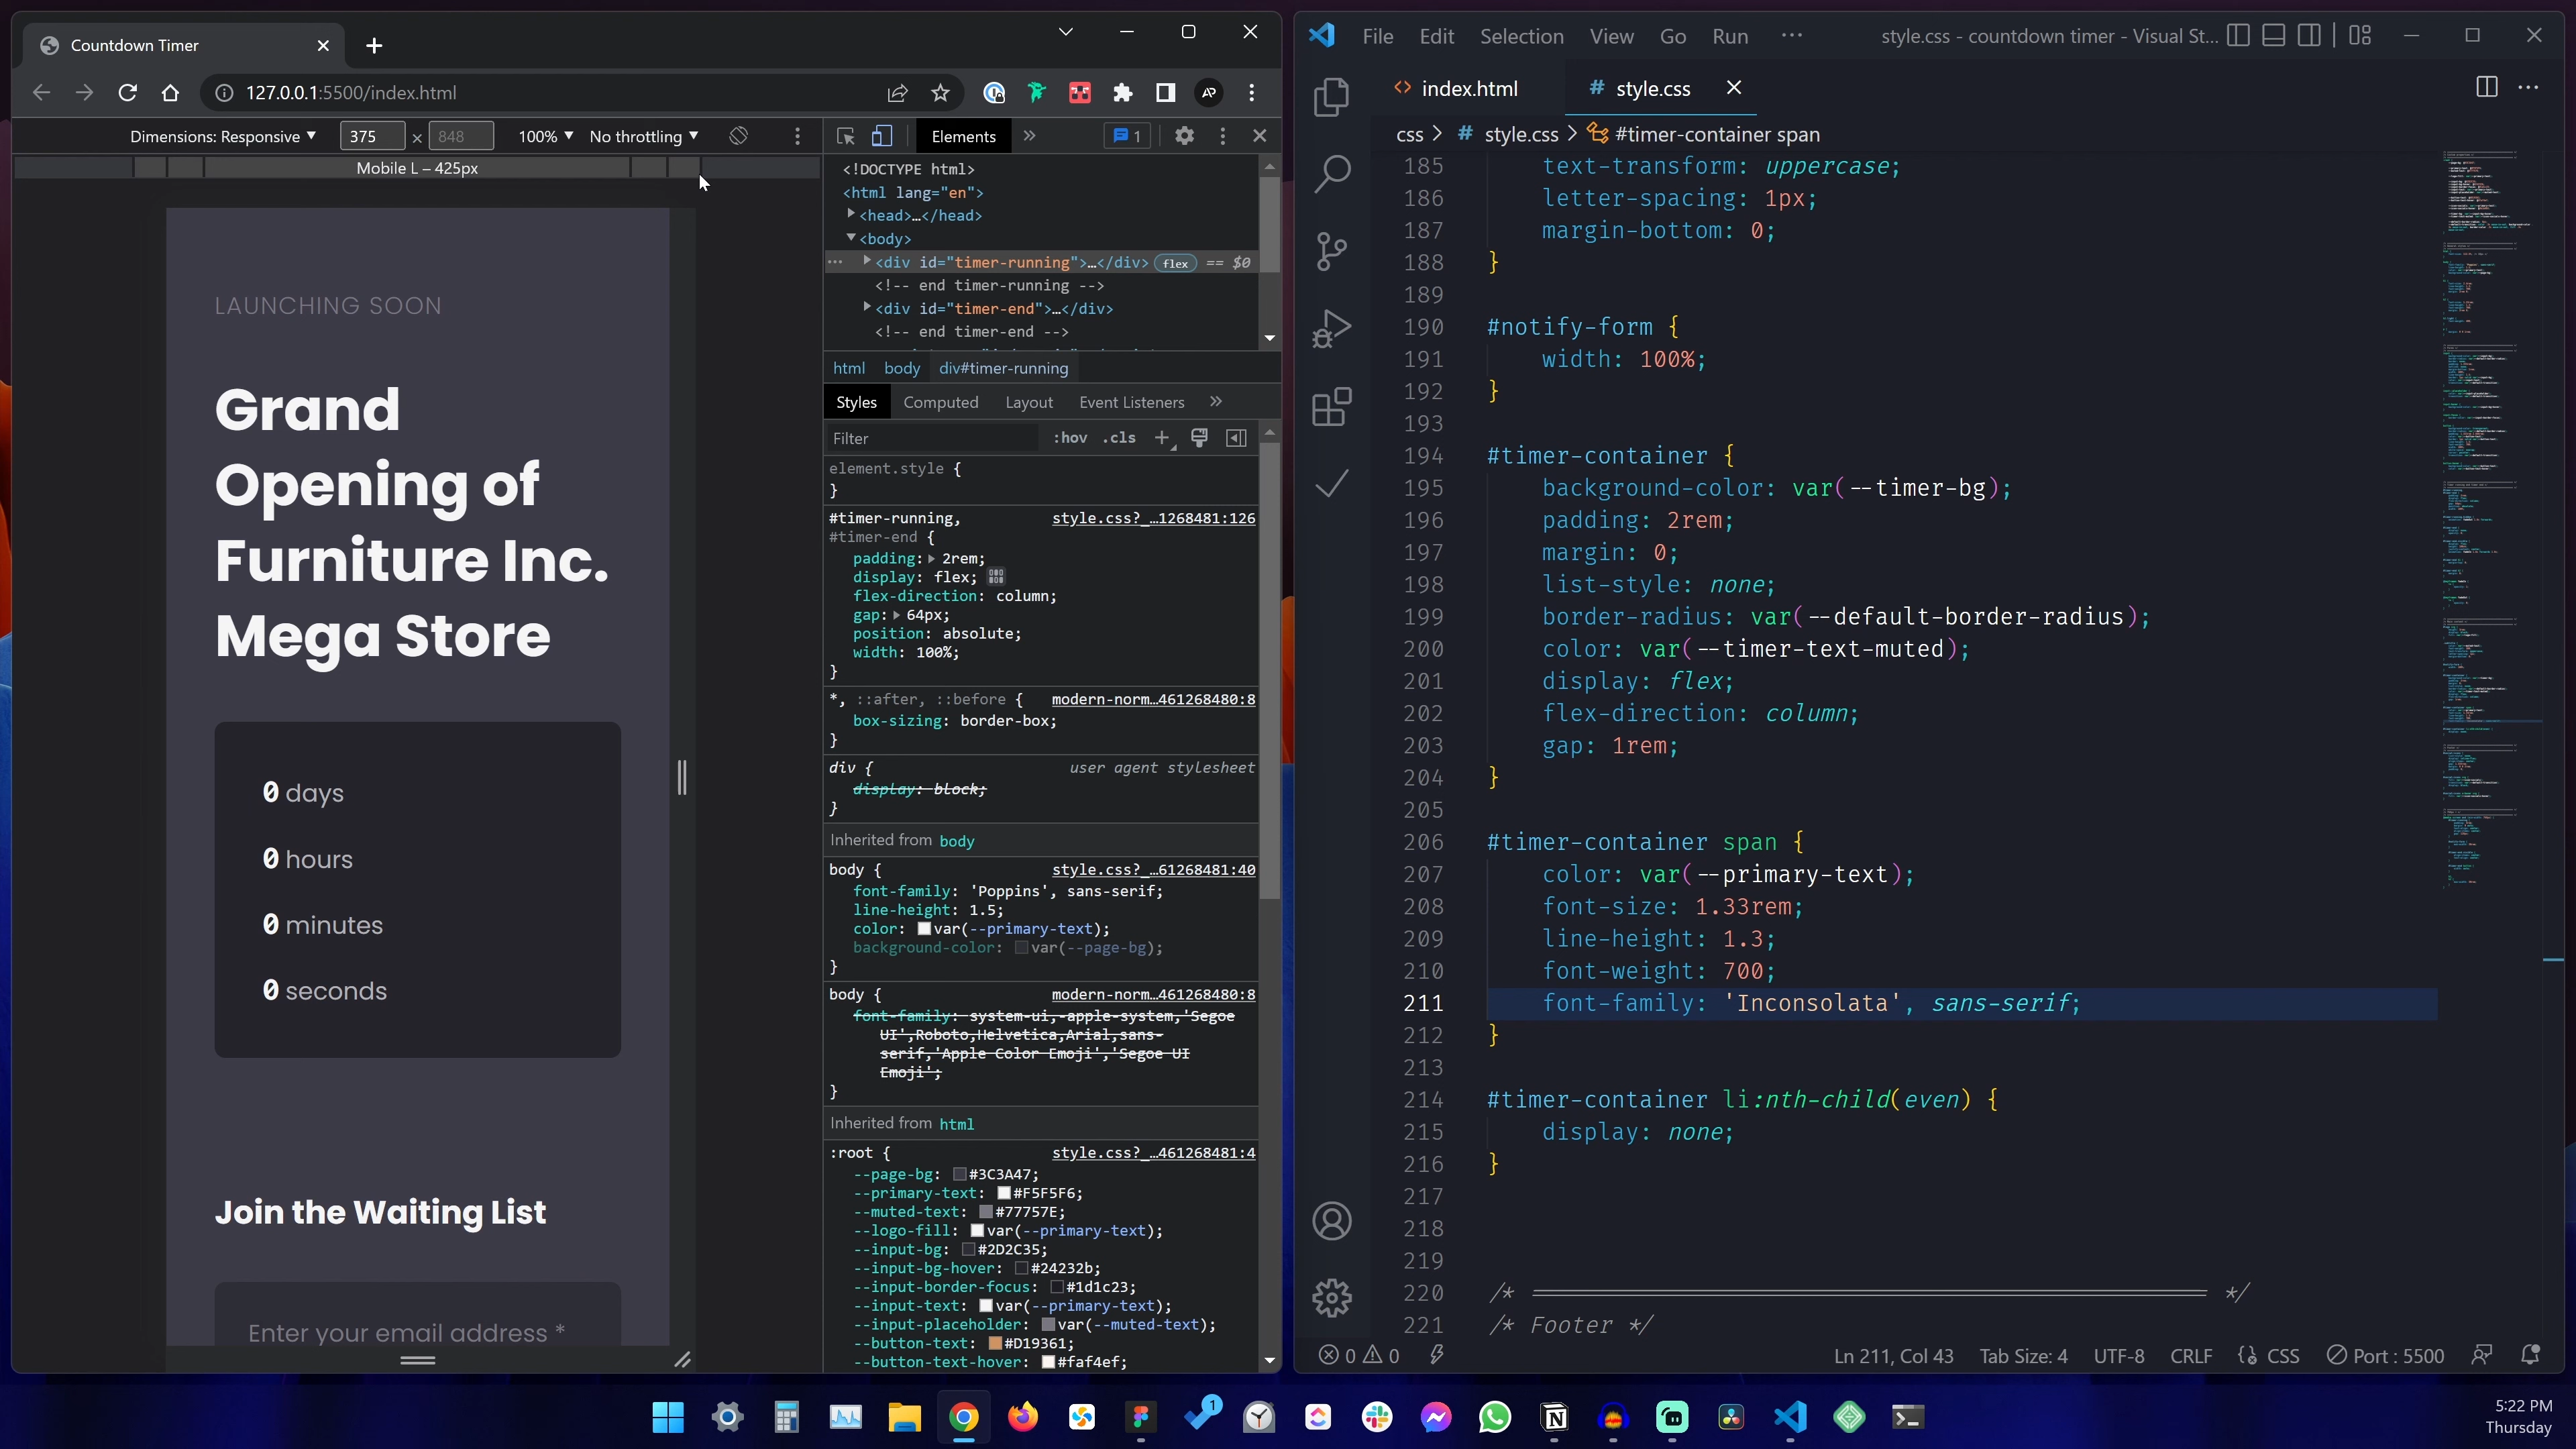 Countdown Timer
127.0.0.1:5500/index.html
Dimensions: Responsive
375 × 848
100%
No throttling
Mobile L – 425px
LAUNCHING SOON
Grand
Opening of
Furniture Inc.
Mega Store
0 days
0 hours
0 minutes
0 seconds
Join the Waiting List
Enter your email address *
Elements
1
<!DOCTYPE html>
<html lang="en">
<head>…</head>
<body>
<div id="timer-running">…</div> flex == $0
<!-- end timer-running -->
<div id="timer-end">…</div>
<!-- end timer-end -->
html body div#timer-running
Styles Computed Layout Event Listeners
Filter :hov .cls
element.style {
}
#timer-running, style.css?_…1268481:126
#timer-end {
padding: 2rem;
display: flex;
flex-direction: column;
gap: 64px;
position: absolute;
width: 100%;
}
*, ::after, ::before { modern-norm…461268480:8
box-sizing: border-box;
}
div { user agent stylesheet
display: block;
}
Inherited from body
body { style.css?_…61268481:40
font-family: 'Poppins', sans-serif;
line-height: 1.5;
color: var(--primary-text);
background-color: var(--page-bg);
}
body { modern-norm…461268480:8
font-family: system-ui,-apple-system,'Segoe
UI',Roboto,Helvetica,Arial,sans-
serif,'Apple Color Emoji','Segoe UI
Emoji';
}
Inherited from html
:root { style.css?_…461268481:4
--page-bg: #3C3A47;
--primary-text: #F5F5F6;
--muted-text: #77757E;
--logo-fill: var(--primary-text);
--input-bg: #2D2C35;
--input-bg-hover: #24232b;
--input-border-focus: #1d1c23;
--input-text: var(--primary-text);
--input-placeholder: var(--muted-text);
--button-text: #D19361;
--button-text-hover: #faf4ef;
File Edit Selection View Go Run ··· style.css - countdown timer - Visual St...
index.html # style.css
css > # style.css > #timer-container span
185 text-transform: uppercase;
186 letter-spacing: 1px;
187 margin-bottom: 0;
188 }
189
190 #notify-form {
191 width: 100%;
192 }
193
194 #timer-container {
195 background-color: var(--timer-bg);
196 padding: 2rem;
197 margin: 0;
198 list-style: none;
199 border-radius: var(--default-border-radius);
200 color: var(--timer-text-muted);
201 display: flex;
202 flex-direction: column;
203 gap: 1rem;
204 }
205
206 #timer-container span {
207 color: var(--primary-text);
208 font-size: 1.33rem;
209 line-height: 1.3;
210 font-weight: 700;
211 font-family: 'Inconsolata', sans-serif;
212 }
213
214 #timer-container li:nth-child(even) {
215 display: none;
216 }
217
218
219
220 /* ================================================ */
221 /* Footer */
0 0 Ln 211, Col 43 Tab Size: 4 UTF-8 CRLF CSS Port : 5500
1
5:22 PM
Thursday